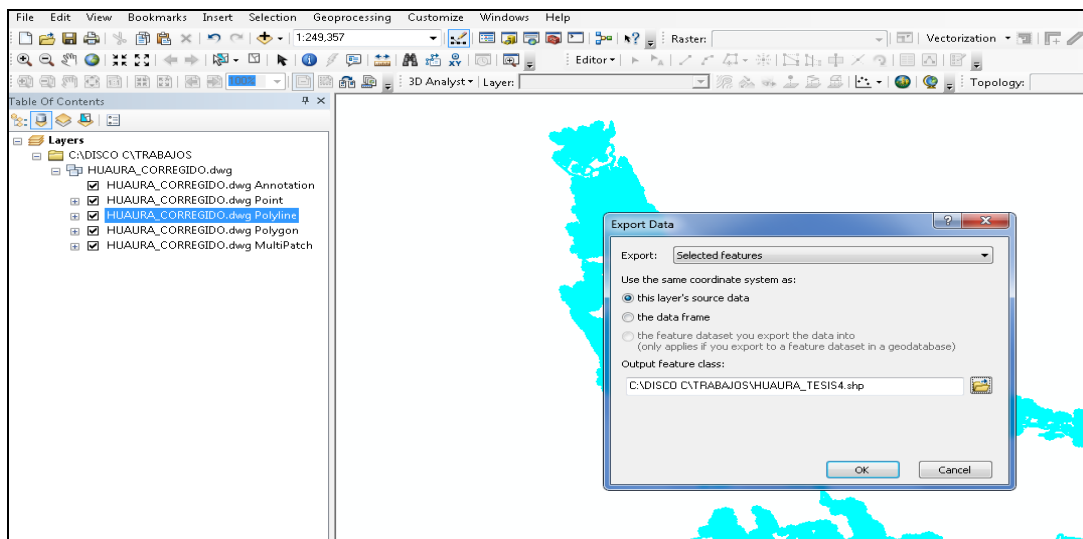 File Edit View Bookmarks Insert Selection Geoprocessing Customize Windows Help
1:249,357
Raster:
Vectorization
Editor
100%
3D Analyst Layer:
Topology:
Table Of Contents
Layers
C:\DISCO C\TRABAJOS
HUAURA_CORREGIDO.dwg
HUAURA_CORREGIDO.dwg Annotation
HUAURA_CORREGIDO.dwg Point
HUAURA_CORREGIDO.dwg Polyline
HUAURA_CORREGIDO.dwg Polygon
HUAURA_CORREGIDO.dwg MultiPatch
Export Data
Export: Selected features
Use the same coordinate system as:
this layer's source data
the data frame
the feature dataset you export the data into
(only applies if you export to a feature dataset in a geodatabase)
Output feature class:
C:\DISCO C\TRABAJOS\HUAURA_TESIS4.shp
OK Cancel